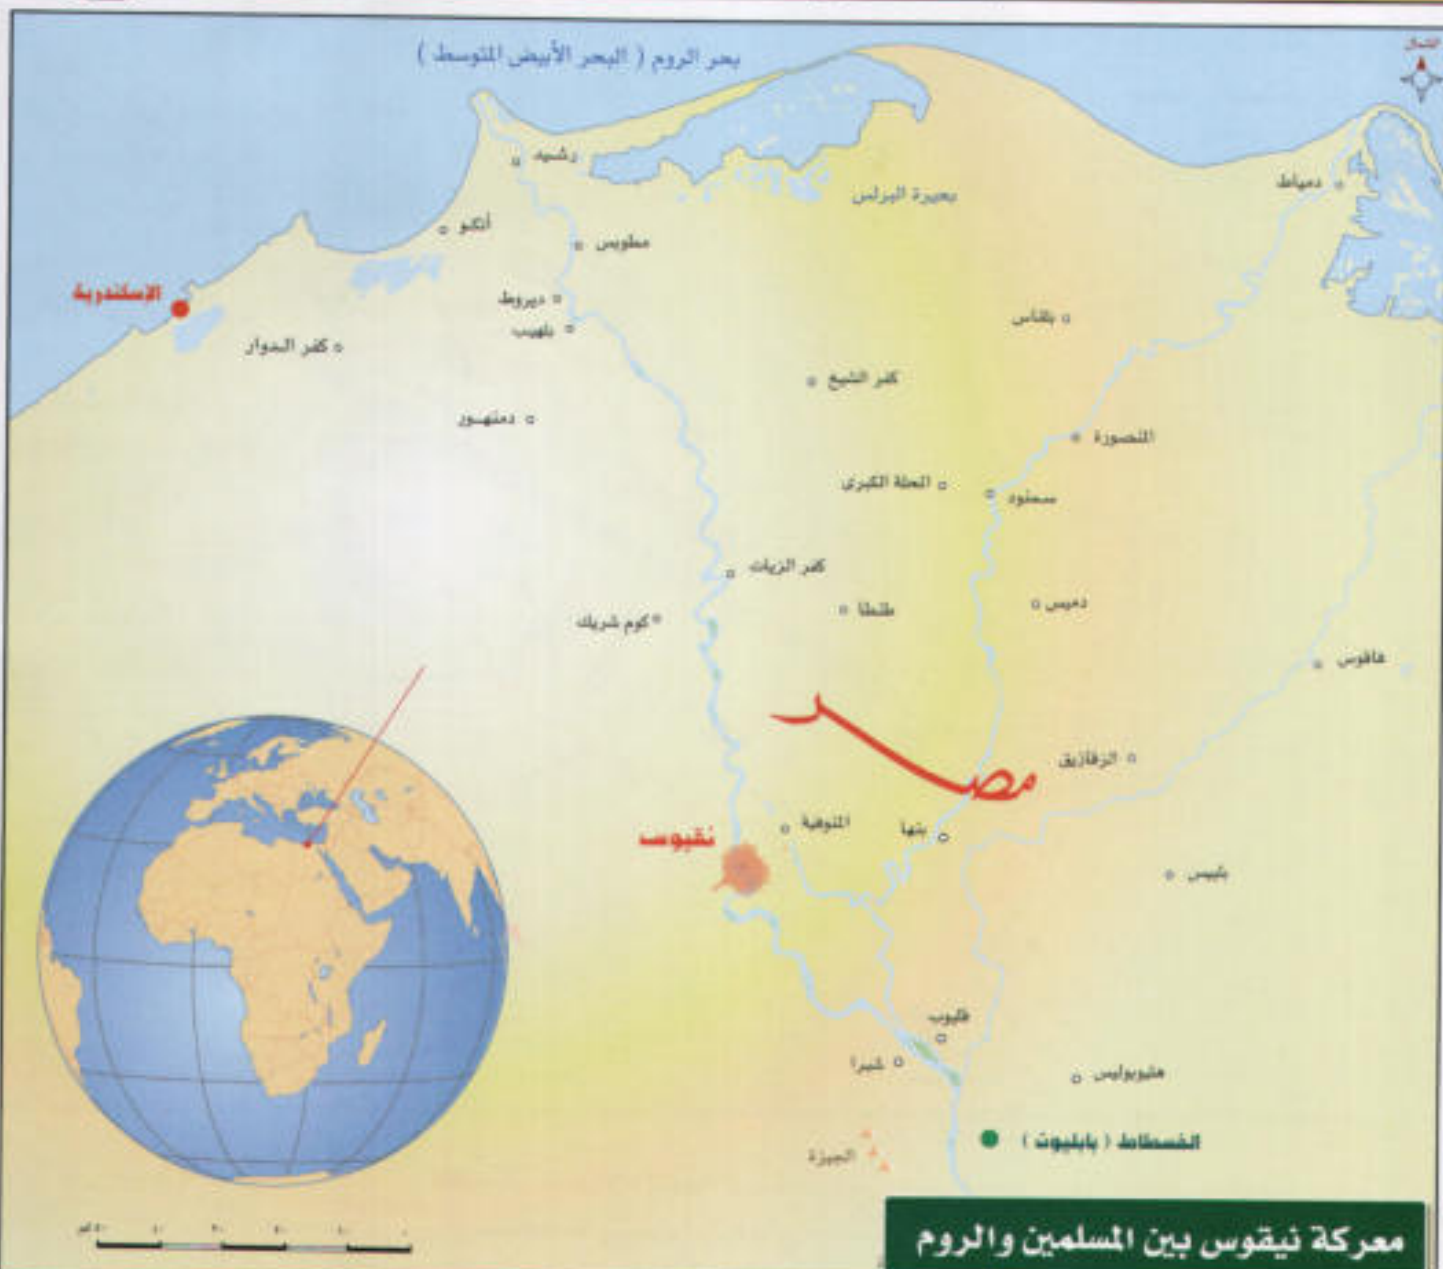 الشمال
بحر الروم ( البحر الأبيض المتوسط )
رشيد
بحيرة البرلس
دمياط
أتكو
مطوبس
الإسكندرية
ديروط
بلهيب
بلقاس
كفر الدوار
كفر الشيخ
دمنهور
المنصورة
المحلة الكبرى
سمنود
كفر الزيات
طنطا
دميس
كوم شريك
فاقوس
مصر
الزقازيق
نقيوس
المنوفية
بنها
بلبيس
قليوب
شبرا
هليوبوليس
الفسطاط ( بابليون )
الجيزة
معركة نيقوس بين المسلمين والروم